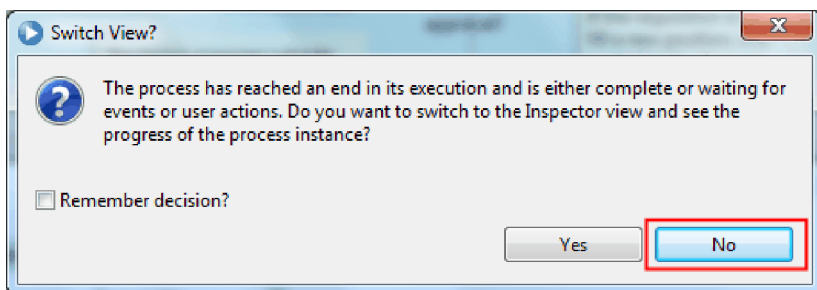 Switch View?
The process has reached an end in its execution and is either complete or waiting for
events or user actions. Do you want to switch to the Inspector view and see the
progress of the process instance?
Remember decision?
Yes No